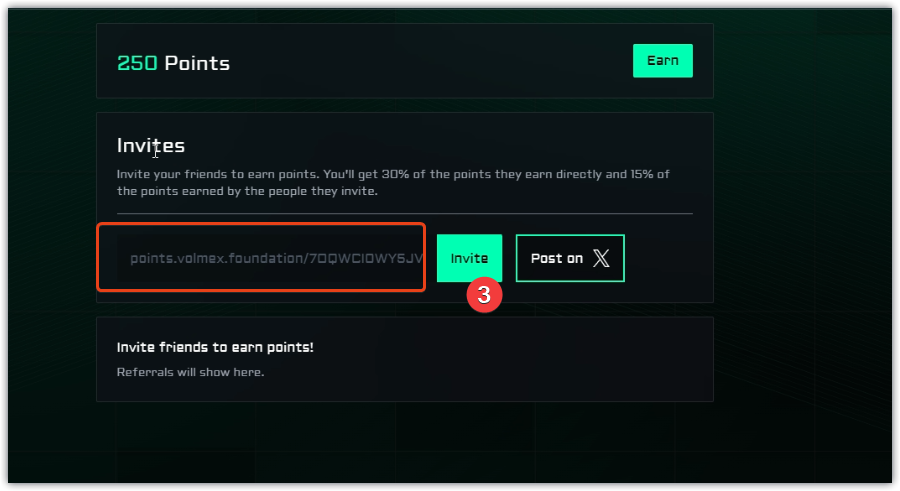 250 Points
Earn
Invites
Invite your friends to earn points. You'll get 30% of the points they earn directly and 15% of
the points earned by the people they invite.
points.volmex.foundation/7OQWCIOWY5JV
Invite
Post on X
3
Invite friends to earn points!
Referrals will show here.